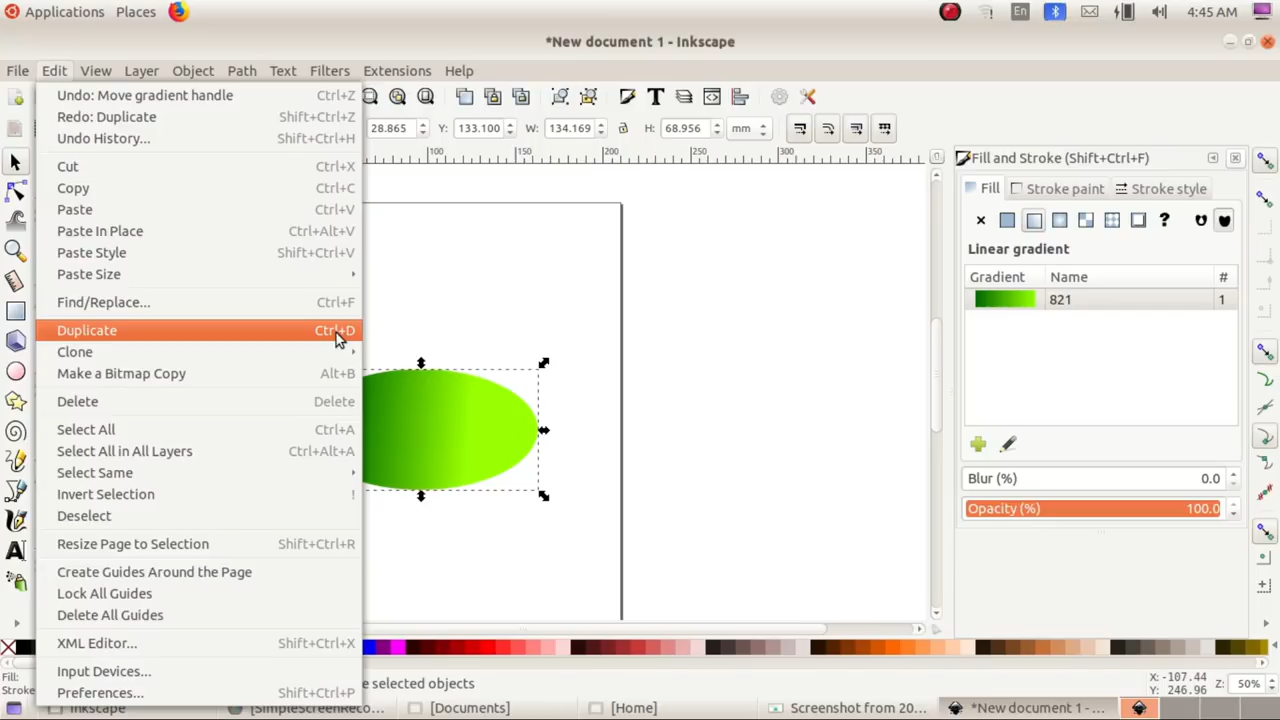 Applications Places En 4:45 AM
*New document 1 - Inkscape
File Edit View Layer Object Path Text Filters Extensions Help
Undo: Move gradient handle Ctrl+Z
Redo: Duplicate Shift+Ctrl+Z
Undo History... Shift+Ctrl+H
Cut Ctrl+X
Copy Ctrl+C
Paste Ctrl+V
Paste In Place Ctrl+Alt+V
Paste Style Shift+Ctrl+V
Paste Size
Find/Replace... Ctrl+F
Duplicate Ctrl+D
Clone
Make a Bitmap Copy Alt+B
Delete Delete
Select All Ctrl+A
Select All in All Layers Ctrl+Alt+A
Select Same
Invert Selection !
Deselect
Resize Page to Selection Shift+Ctrl+R
Create Guides Around the Page
Lock All Guides
Delete All Guides
XML Editor... Shift+Ctrl+X
Input Devices...
Preferences... Shift+Ctrl+P
28.865 Y: 133.100 W: 134.169 H: 68.956 mm
100 150 200 300 350
Fill and Stroke (Shift+Ctrl+F)
Fill Stroke paint Stroke style
Linear gradient
Gradient Name #
821 1
Blur (%) 0.0
Opacity (%) 100.0
Fill:
Stroke
e selected objects
X: -107.44
Y: 246.96
Z: 50%
Inkscape [SimpleScreenReco... [Documents] [Home] Screenshot from 20... *New document 1 - ...